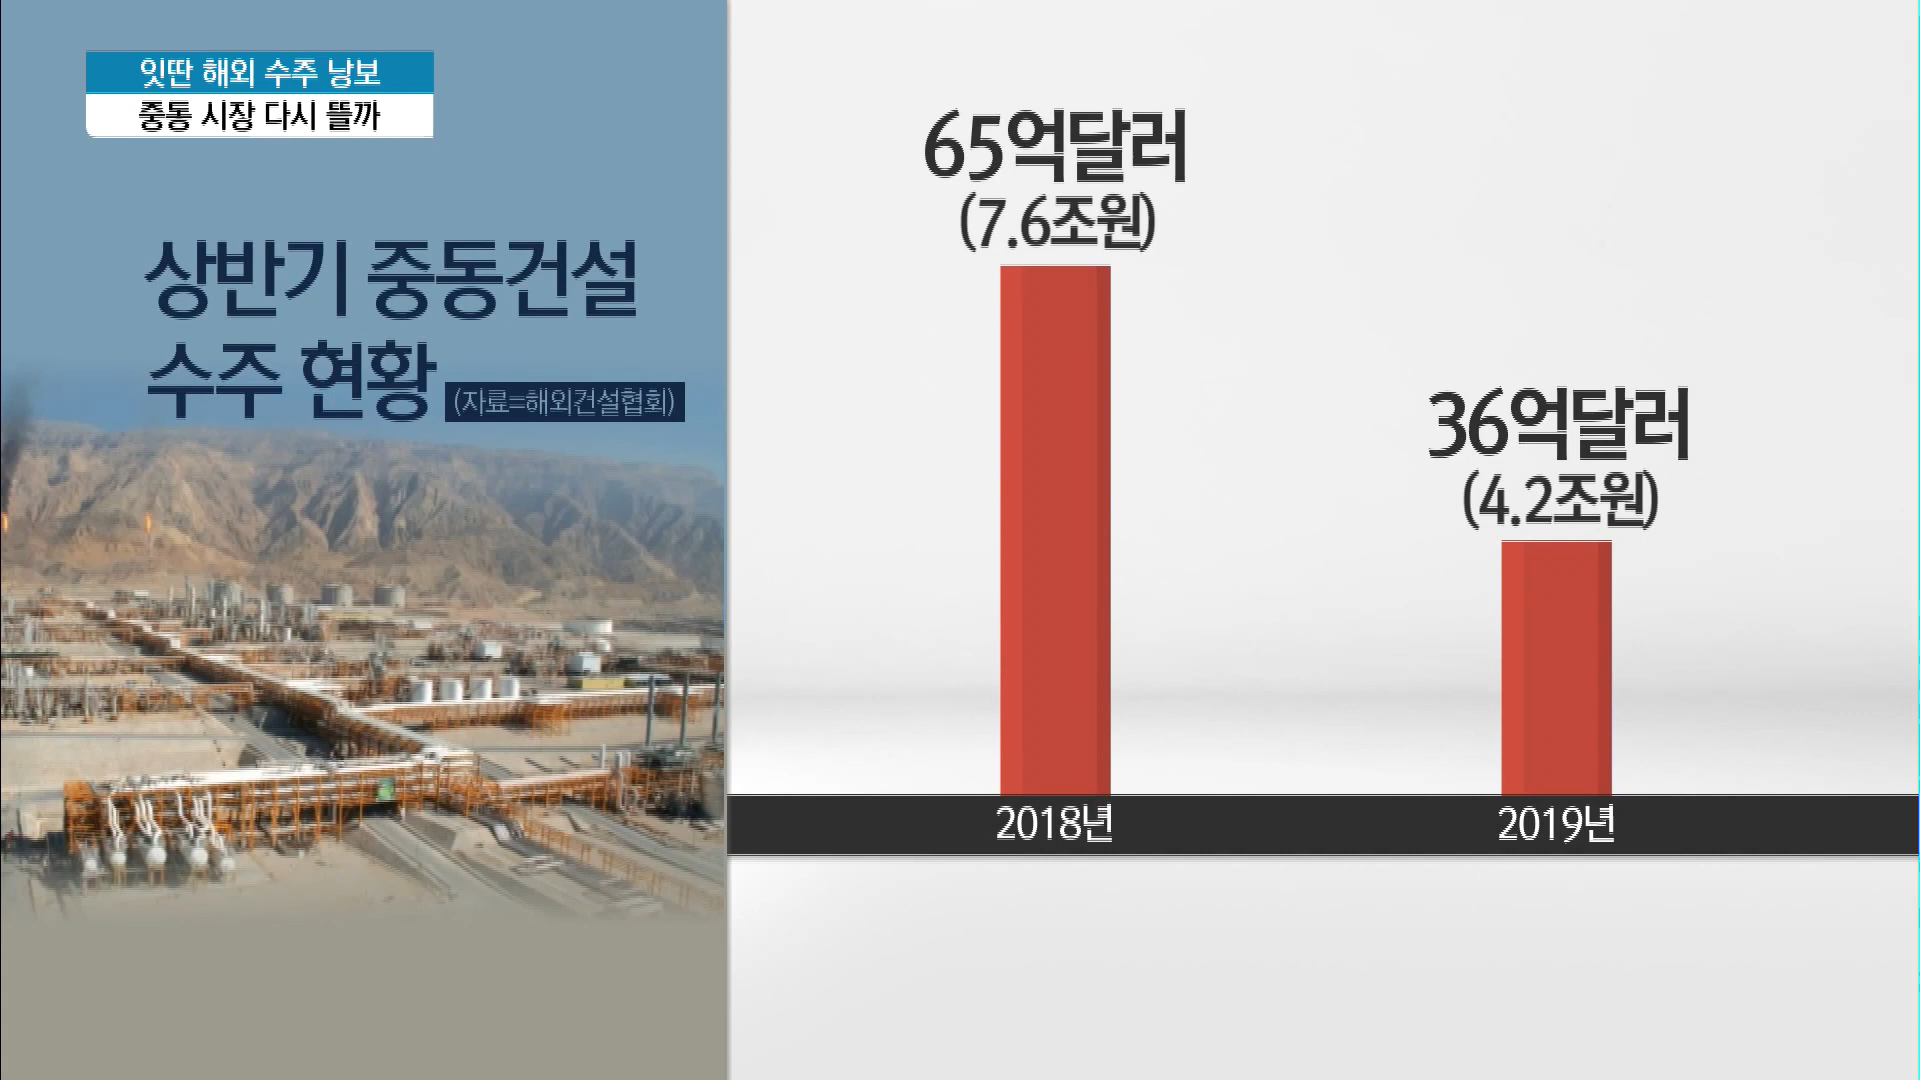 잇딴 해외 수주 낭보
중동 시장 다시 뜰까
상반기 중동건설
수주 현황 (자료=해외건설협회)
65억달러
(7.6조원)
36억달러
(4.2조원)
2018년
2019년